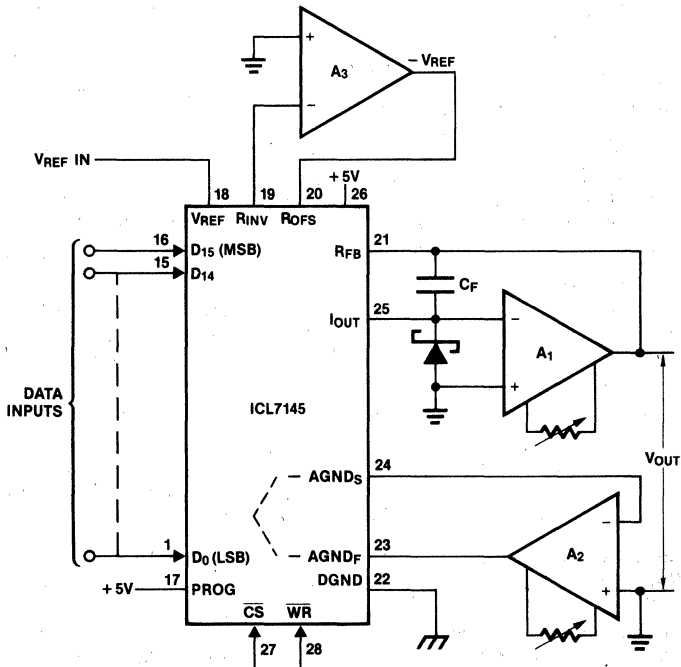 +
A3
− VREF
−
VREF IN
+ 5V
18 19 20 26
VREF RINV ROFS
16 D15 (MSB)
15 D14
RFB 21
CF
IOUT 25
−
A1
+
DATA
INPUTS
ICL7145
VOUT
AGNDS 24
−
A2
+
AGNDF 23
1 D0 (LSB)
DGND 22
+ 5V 17 PROG
CS WR
27 28